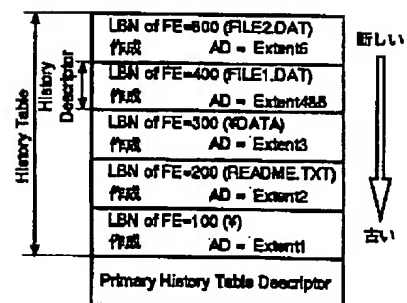 LBN of FE=600 (FILE2.DAT)
作成 AD = Extent6
LBN of FE=400 (FILE1.DAT)
作成 AD = Extent4&5
LBN of FE=300 (¥DATA)
作成 AD = Extent3
LBN of FE=200 (README.TXT)
作成 AD = Extent2
LBN of FE=100 (¥)
作成 AD = Extent1
Primary History Table Descriptor
History Table
History
Descriptor
新しい
古い